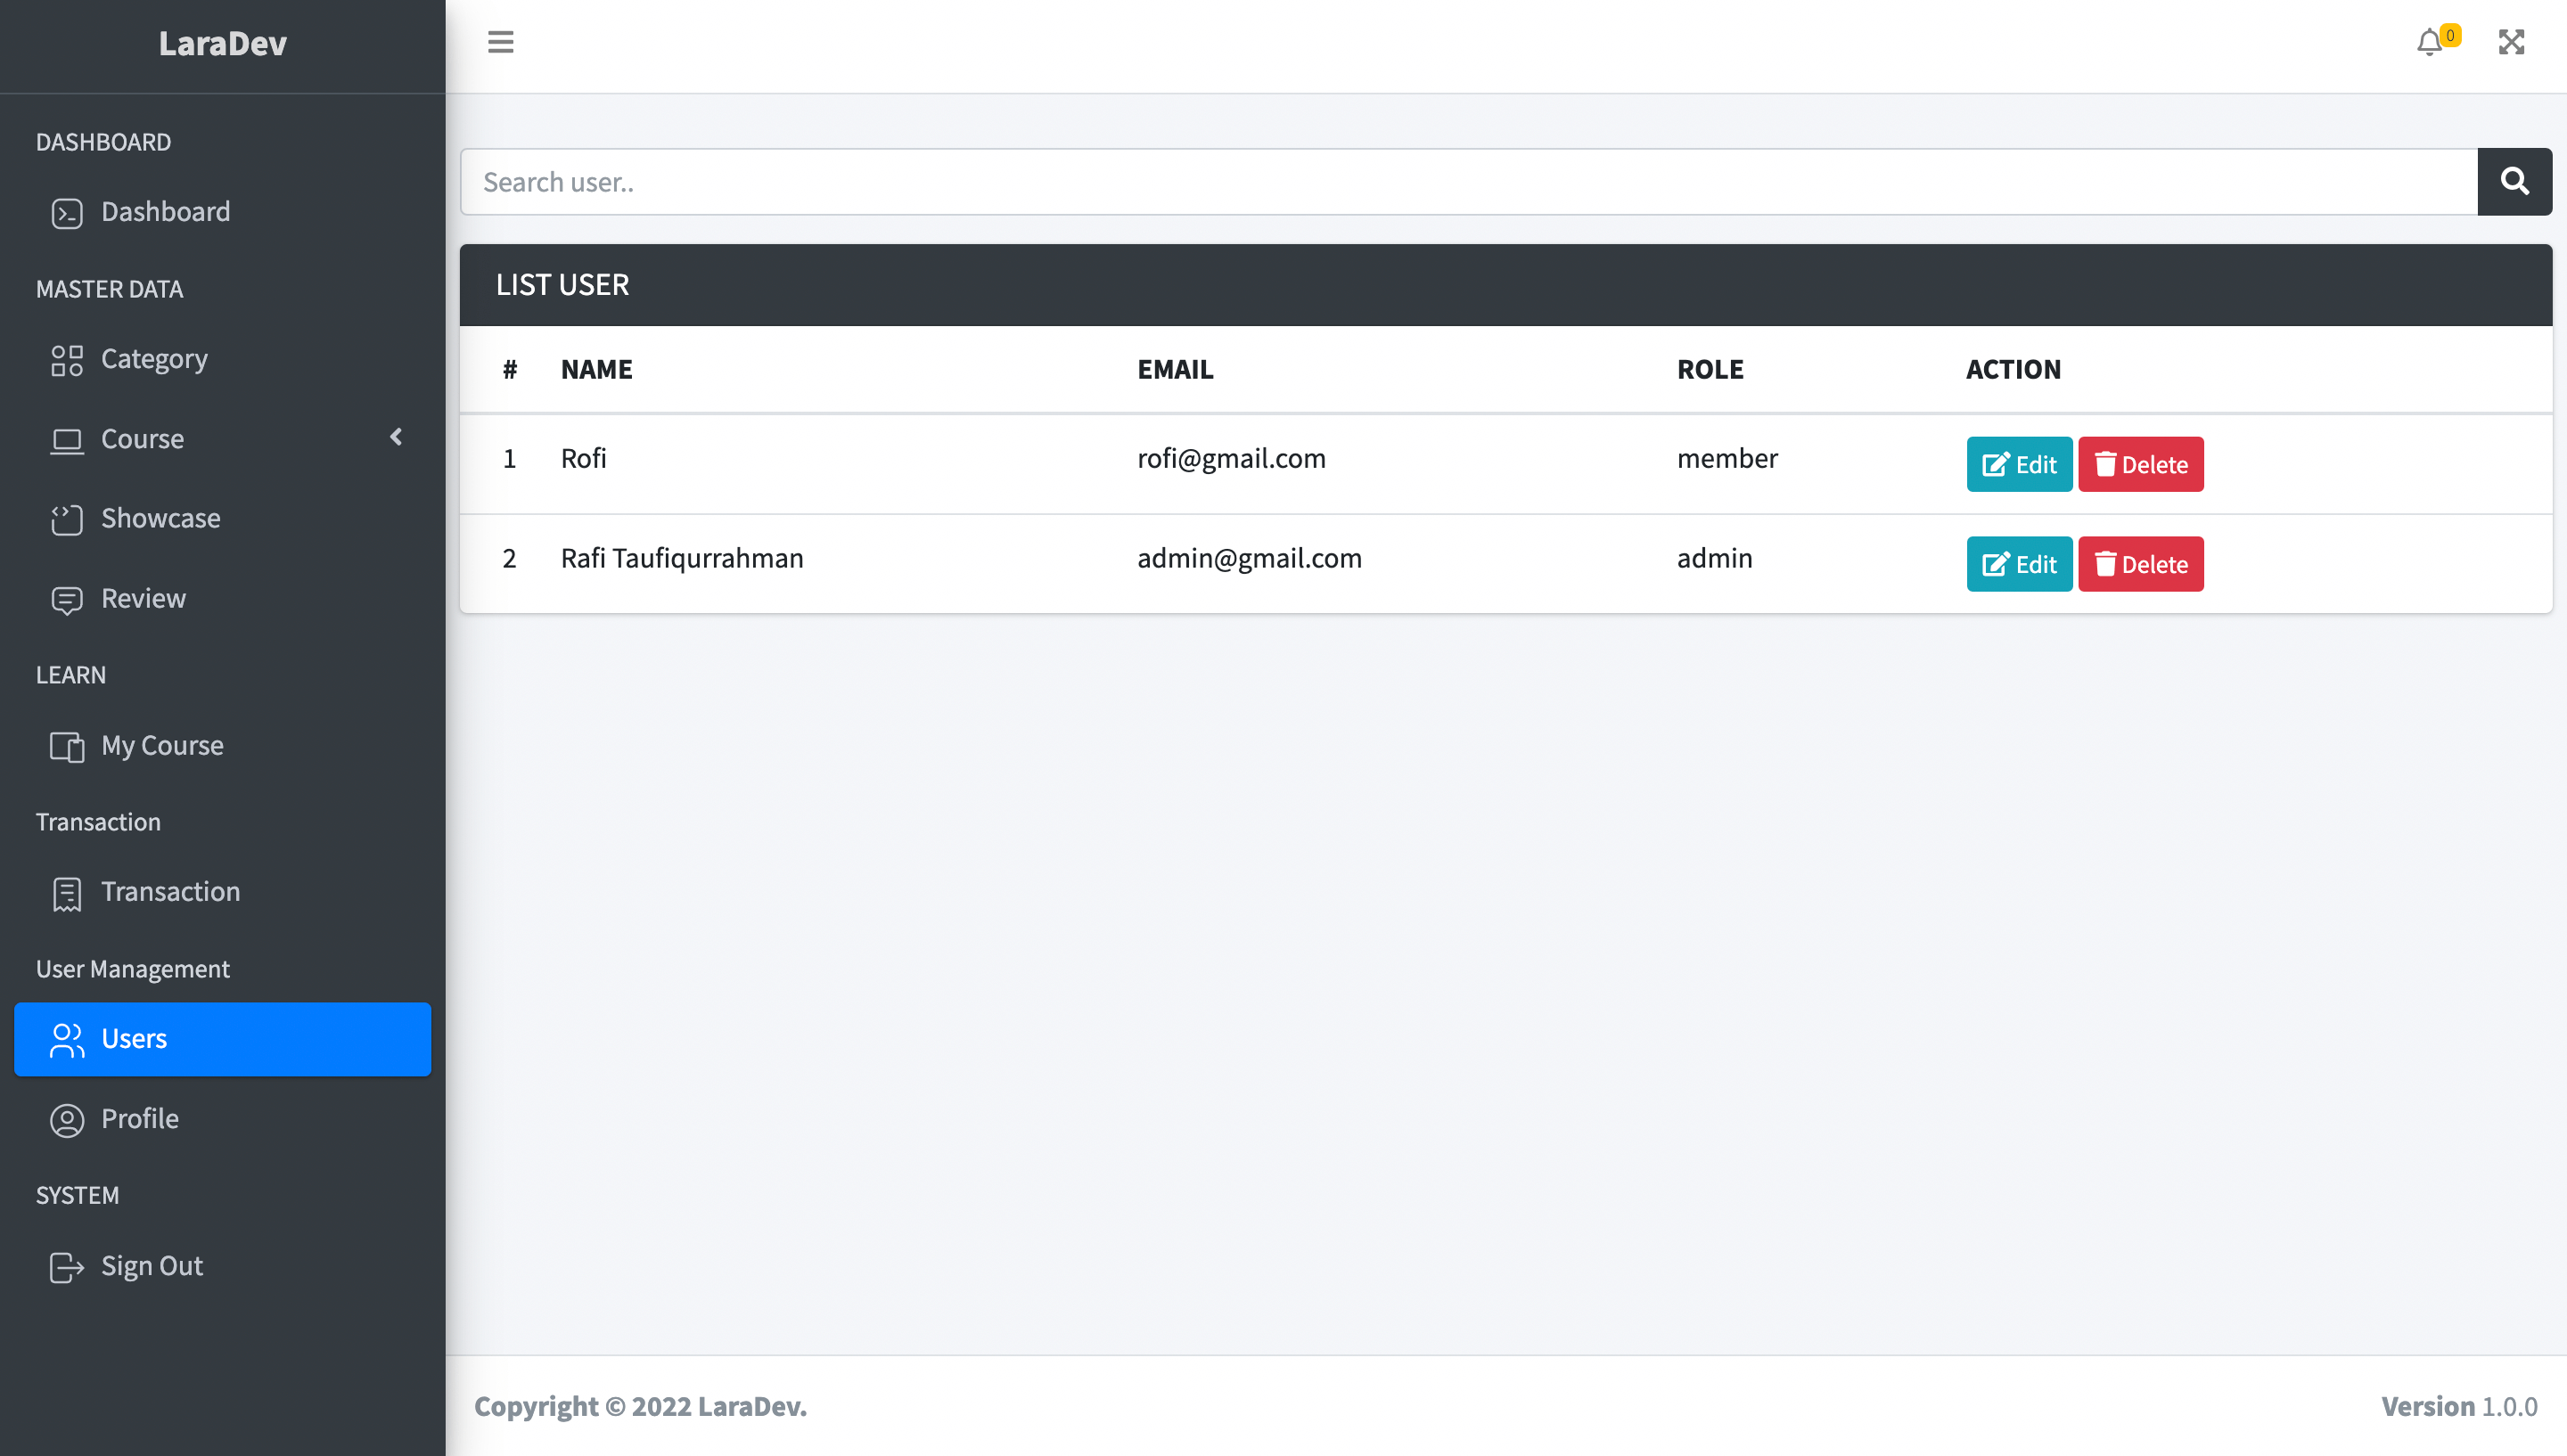 LaraDev
0
DASHBOARD
Dashboard
MASTER DATA
Category
Course
Showcase
Review
LEARN
My Course
Transaction
Transaction
User Management
Users
Profile
SYSTEM
Sign Out
Search user..
LIST USER
# NAME EMAIL ROLE ACTION
1 Rofi rofi@gmail.com member Edit Delete
2 Rafi Taufiqurrahman admin@gmail.com admin Edit Delete
Copyright © 2022 LaraDev. Version 1.0.0